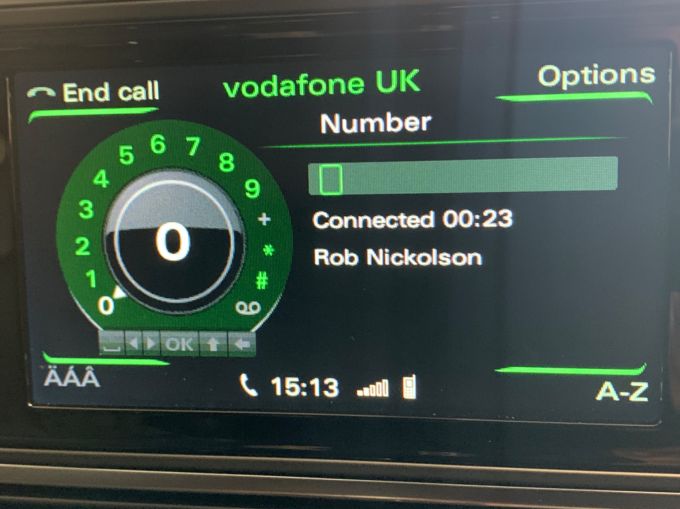 End call
vodafone UK
Options
Number
Connected 00:23
Rob Nickolson
0
1
2
3
4
5
6
7
8
9
+
*
#
0
OK
ÄÁÂ
15:13
A-Z